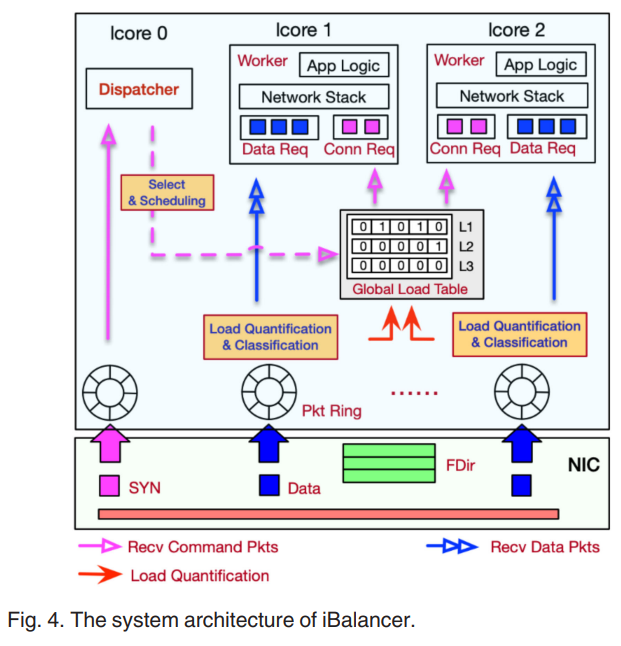 lcore 0
lcore 1
lcore 2
Dispatcher
Worker
App Logic
Network Stack
Data Req
Conn Req
Worker
App Logic
Network Stack
Conn Req
Data Req
Select
& Scheduling
0 1 0 1 0 L1
0 0 0 0 1 L2
0 0 0 0 0 L3
Global Load Table
Load Quantification
& Classification
Load Quantification
& Classification
Pkt Ring
......
SYN
Data
FDir
NIC
Recv Command Pkts
Recv Data Pkts
Load Quantification
Fig. 4. The system architecture of iBalancer.